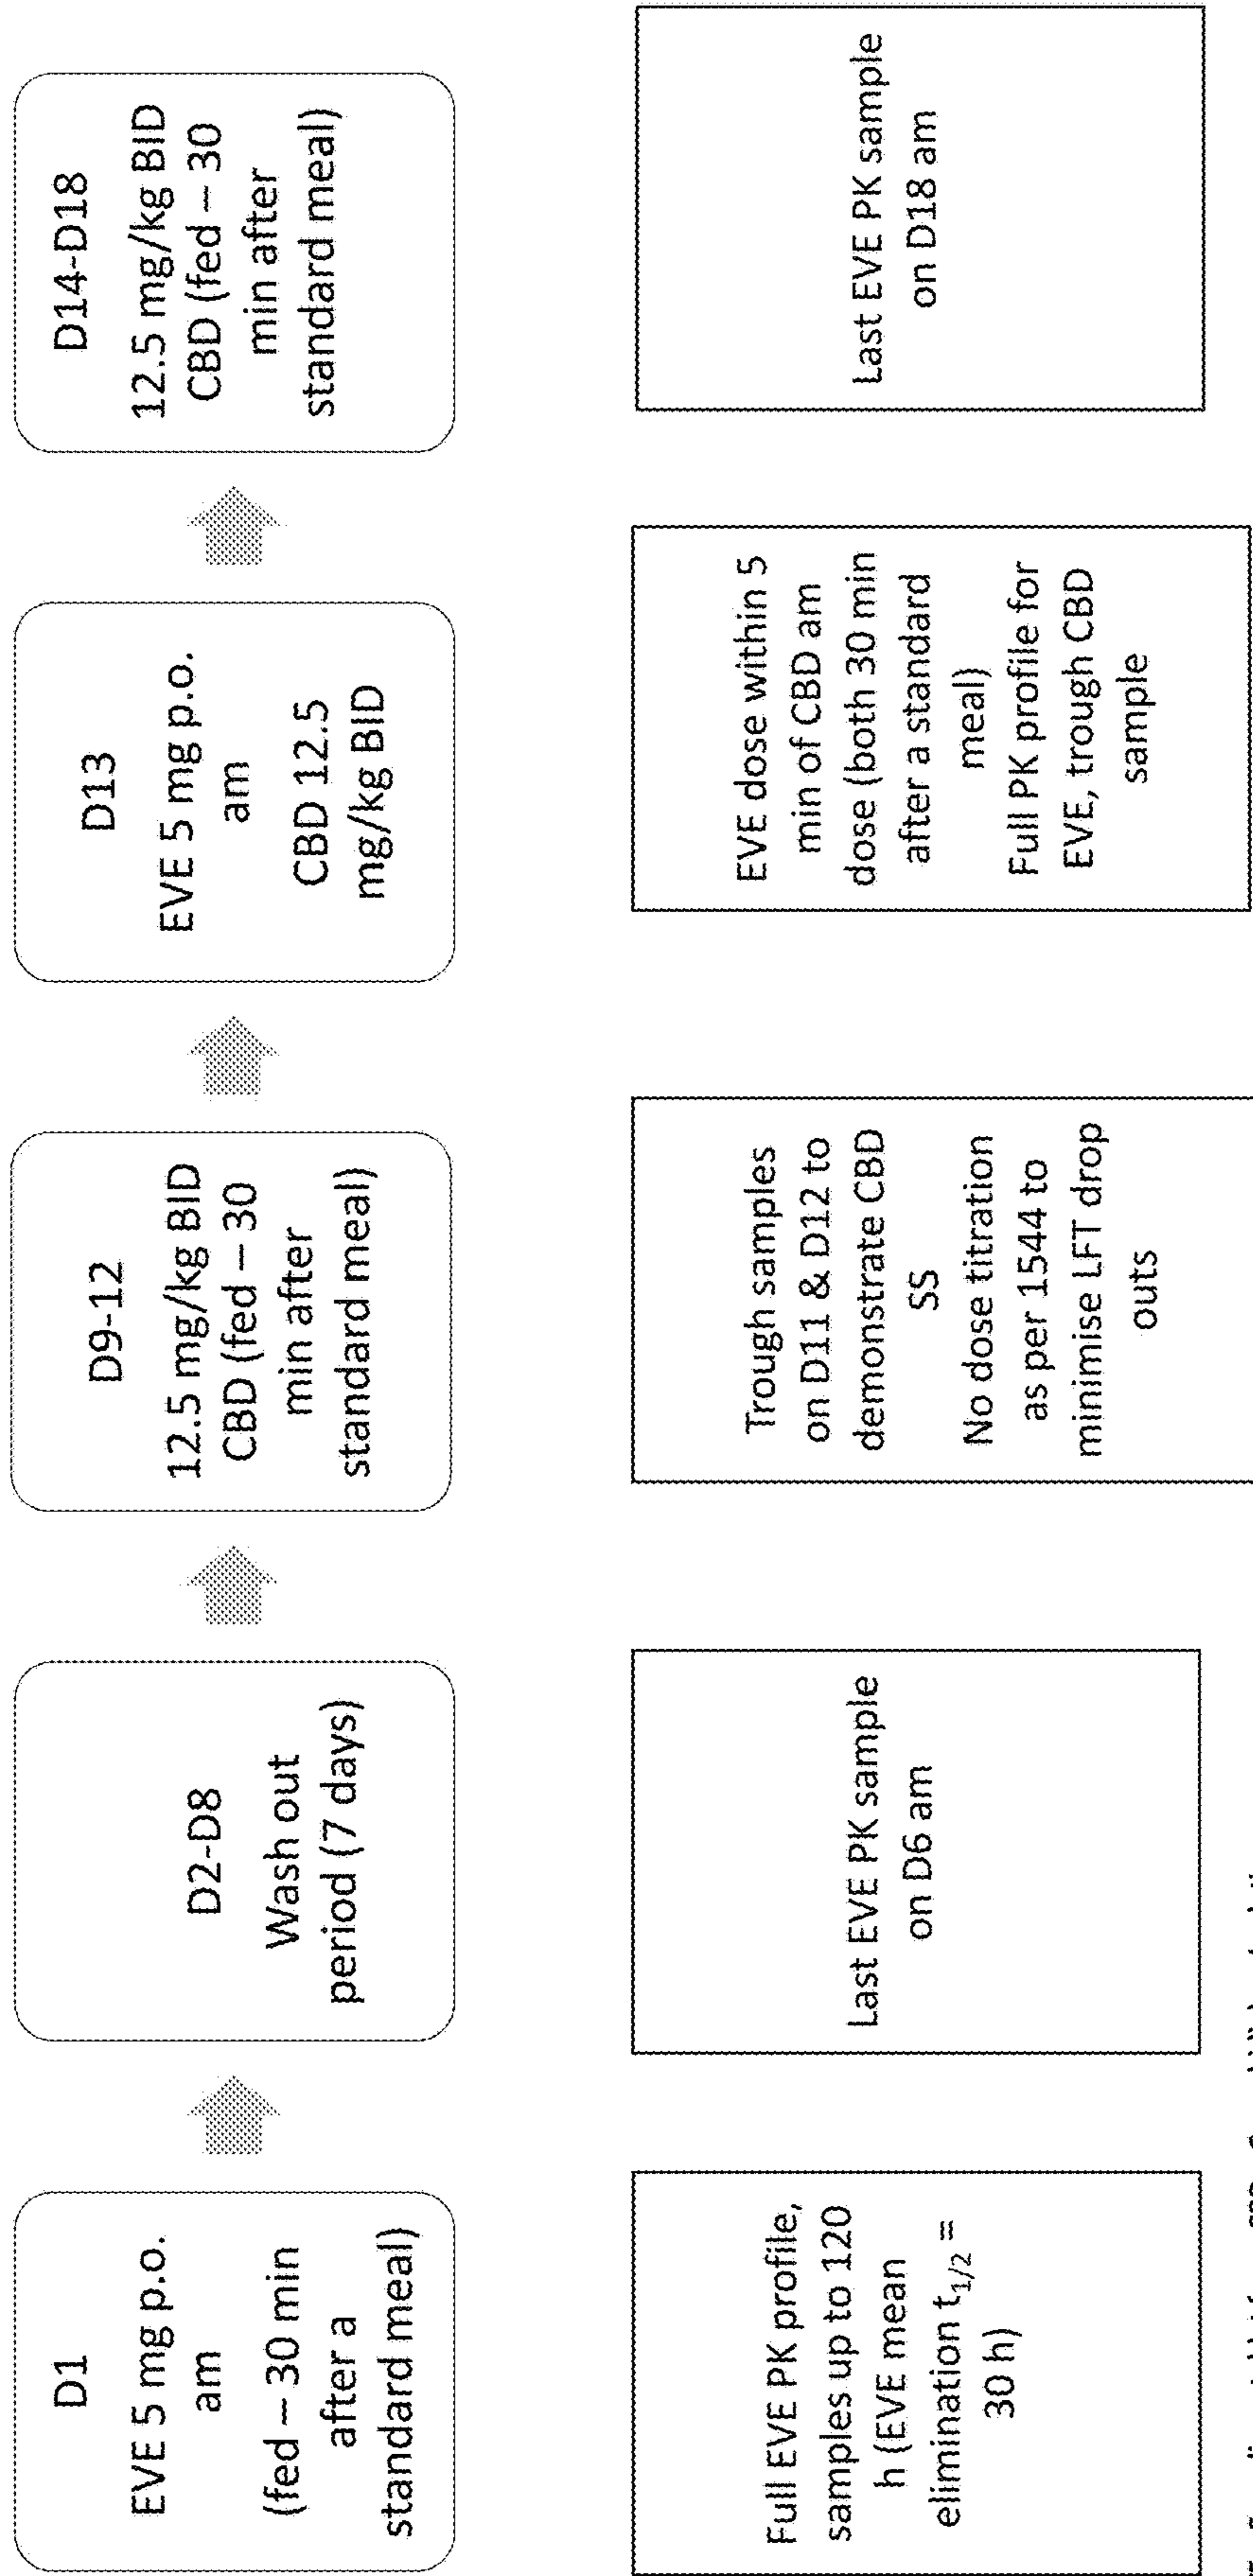 D1
EVE 5 mg p.o.
am
(fed – 30 min
after a
standard meal)
D2-D8
Wash out
period (7 days)
D9-12
12.5 mg/kg BID
CBD (fed – 30
min after
standard meal)
D13
EVE 5 mg p.o.
am
CBD 12.5
mg/kg BID
D14-D18
12.5 mg/kg BID
CBD (fed – 30
min after
standard meal)
Full EVE PK profile,
samples up to 120
h (EVE mean
elimination t1/2 =
30 h)
Last EVE PK sample
on D6 am
Trough samples
on D11 & D12 to
demonstrate CBD
SS
No dose titration
as per 1544 to
minimise LFT drop
outs
EVE dose within 5
min of CBD am
dose (both 30 min
after a standard
meal)
Full PK profile for
EVE, trough CBD
sample
Last EVE PK sample
on D18 am